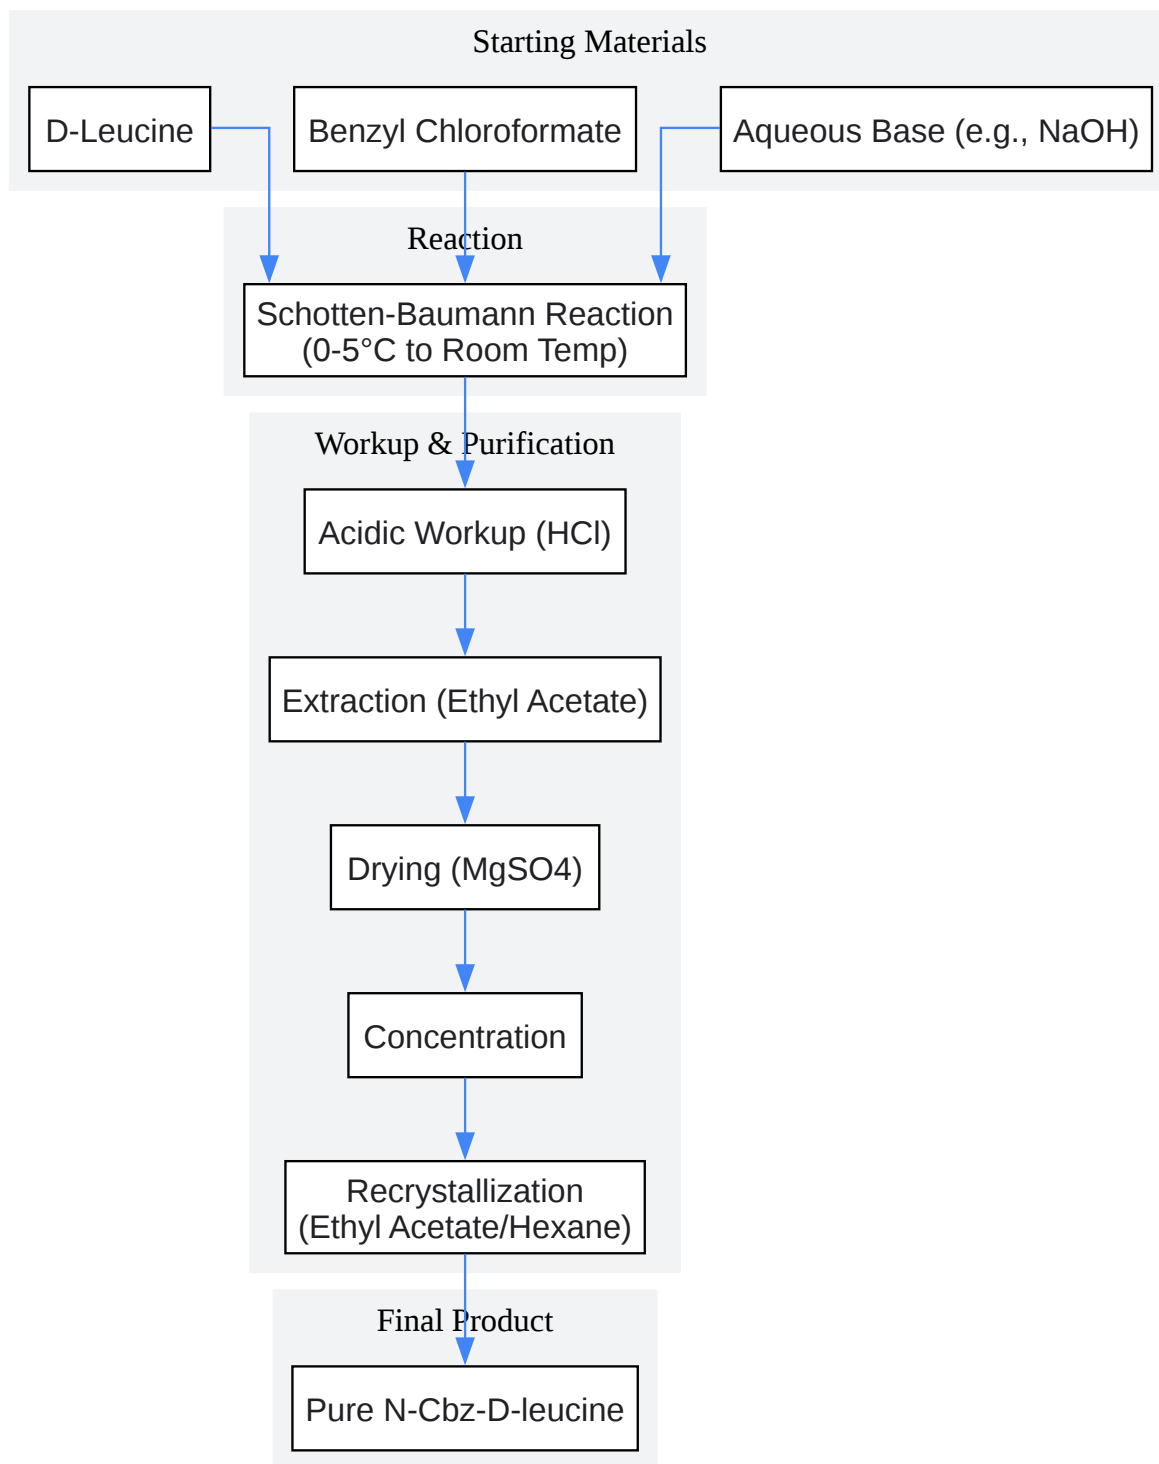 Starting Materials
D-Leucine
Benzyl Chloroformate
Aqueous Base (e.g., NaOH)
Reaction
Schotten-Baumann Reaction
(0-5°C to Room Temp)
Workup & Purification
Acidic Workup (HCl)
Extraction (Ethyl Acetate)
Drying (MgSO4)
Concentration
Recrystallization
(Ethyl Acetate/Hexane)
Final Product
Pure N-Cbz-D-leucine